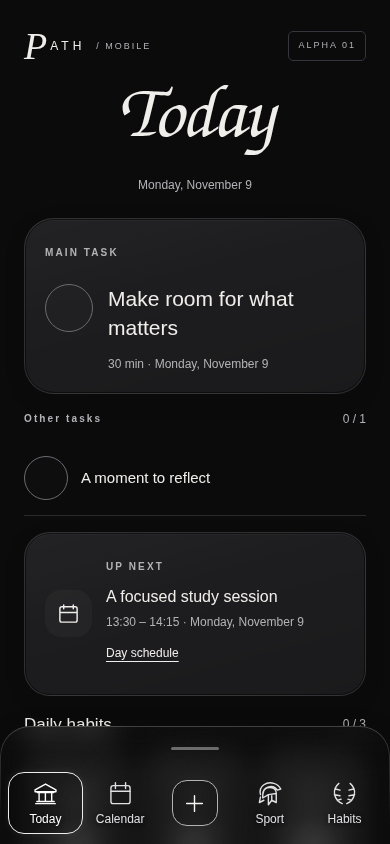 PATH / MOBILE
ALPHA 01
Today
Monday, November 9
MAIN TASK
Make room for what
matters
30 min · Monday, November 9
Other tasks 0 / 1
A moment to reflect
UP NEXT
A focused study session
13:30 – 14:15 · Monday, November 9
Day schedule
Daily habits 0 / 3
Today Calendar Sport Habits